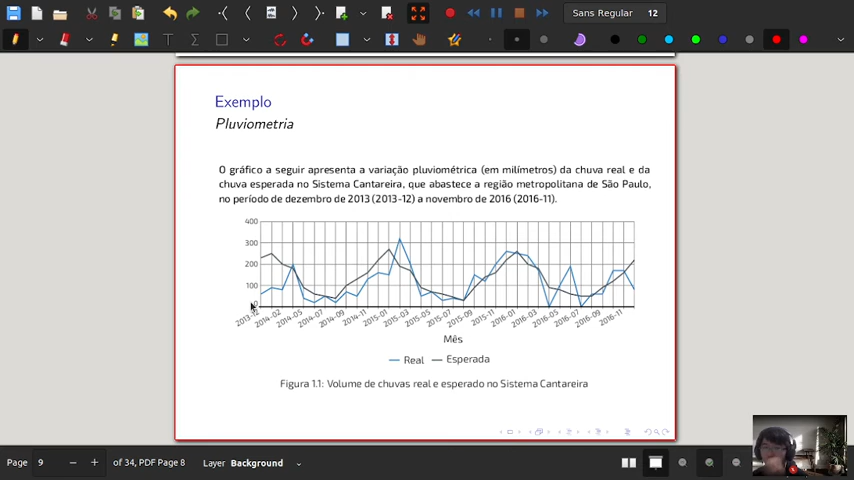 Sans Regular 12
Exemplo
Pluviometria
O gráfico a seguir apresenta a variação pluviométrica (em milímetros) da chuva real e da
chuva esperada no Sistema Cantareira, que abastece a região metropolitana de São Paulo,
no período de dezembro de 2013 (2013-12) a novembro de 2016 (2016-11).
400
300
200
100
0
2013-12 2014-02 2014-05 2014-07 2014-09 2014-11 2015-01 2015-03 2015-05 2015-07 2015-09 2015-11 2016-01 2016-03 2016-05 2016-07 2016-09 2016-11
Mês
Real Esperada
Figura 1.1: Volume de chuvas real e esperado no Sistema Cantareira
Page 9 of 34, PDF Page 8 Layer Background